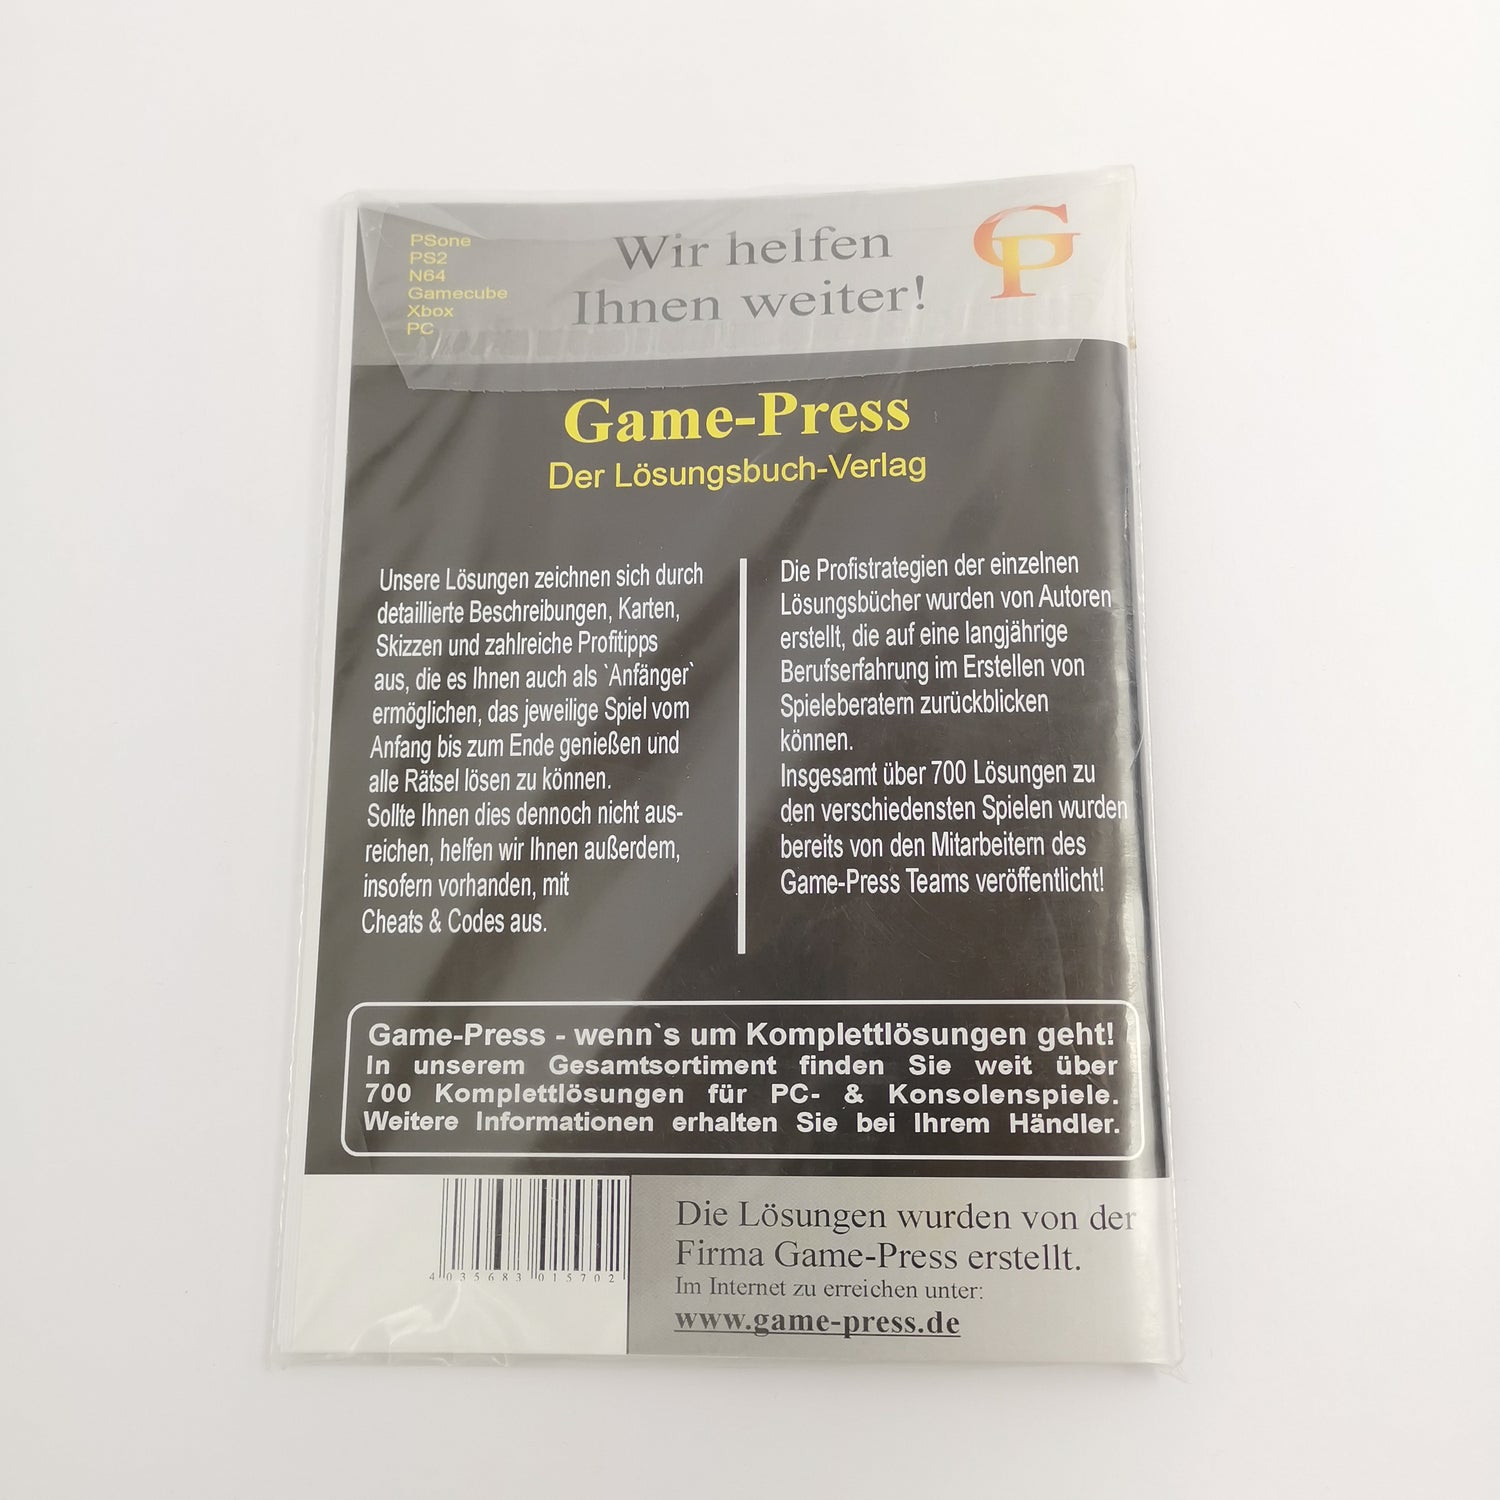 PSone
PS2
N64
Gamecube
Xbox
PC
Wir helfen
Ihnen weiter!
GP
Game-Press
Der Lösungsbuch-Verlag
Unsere Lösungen zeichnen sich durch
detaillierte Beschreibungen, Karten,
Skizzen und zahlreiche Profitipps
aus, die es Ihnen auch als `Anfänger`
ermöglichen, das jeweilige Spiel vom
Anfang bis zum Ende genießen und
alle Rätsel lösen zu können.
Sollte Ihnen dies dennoch nicht aus-
reichen, helfen wir Ihnen außerdem,
insofern vorhanden, mit
Cheats & Codes aus.
Die Profistrategien der einzelnen
Lösungsbücher wurden von Autoren
erstellt, die auf eine langjährige
Berufserfahrung im Erstellen von
Spieleberatern zurückblicken
können.
Insgesamt über 700 Lösungen zu
den verschiedensten Spielen wurden
bereits von den Mitarbeitern des
Game-Press Teams veröffentlicht!
Game-Press - wenn`s um Komplettlösungen geht!
In unserem Gesamtsortiment finden Sie weit über
700 Komplettlösungen für PC- & Konsolenspiele.
Weitere Informationen erhalten Sie bei Ihrem Händler.
4 035683 015702
Die Lösungen wurden von der
Firma Game-Press erstellt.
Im Internet zu erreichen unter:
www.game-press.de